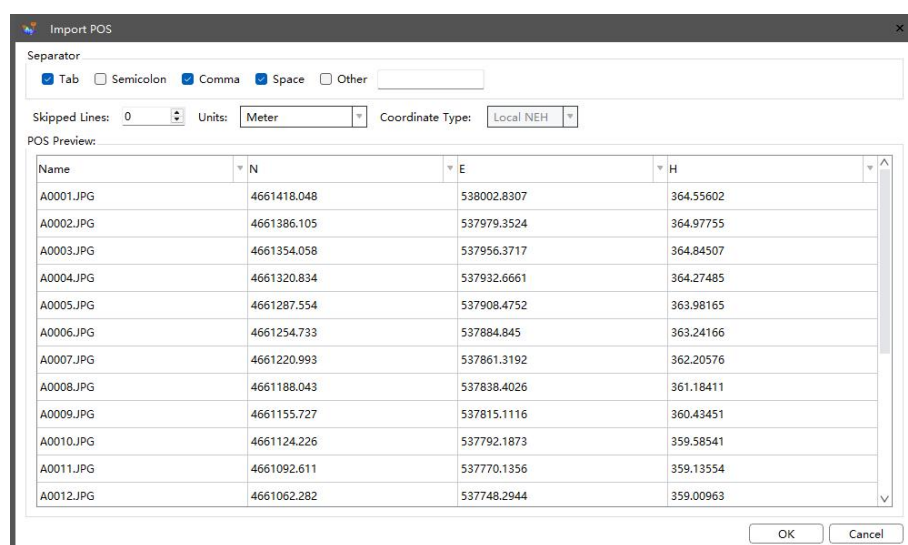 Import POS
Separator
Tab Semicolon Comma Space Other
Skipped Lines: 0 Units: Meter Coordinate Type: Local NEH
POS Preview:
Name N E H
A0001.JPG 4661418.048 538002.8307 364.55602
A0002.JPG 4661386.105 537979.3524 364.97755
A0003.JPG 4661354.058 537956.3717 364.84507
A0004.JPG 4661320.834 537932.6661 364.27485
A0005.JPG 4661287.554 537908.4752 363.98165
A0006.JPG 4661254.733 537884.845 363.24166
A0007.JPG 4661220.993 537861.3192 362.20576
A0008.JPG 4661188.043 537838.4026 361.18411
A0009.JPG 4661155.727 537815.1116 360.43451
A0010.JPG 4661124.226 537792.1873 359.58541
A0011.JPG 4661092.611 537770.1356 359.13554
A0012.JPG 4661062.282 537748.2944 359.00963
OK Cancel